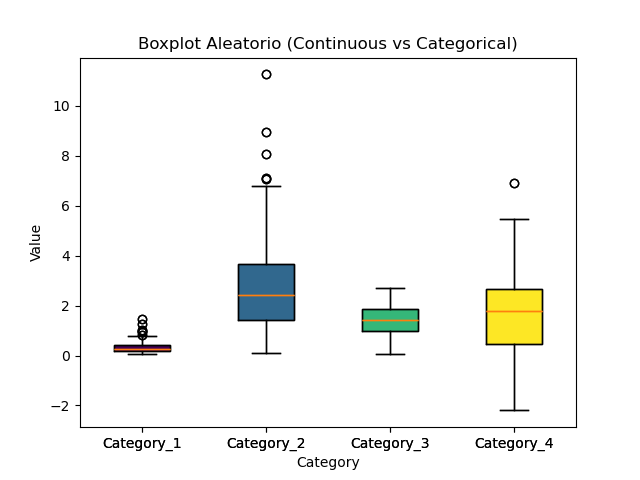 Boxplot Aleatorio (Continuous vs Categorical)
10
8
6
4
2
0
−2
Value
Category_1 Category_2 Category_3 Category_4
Category